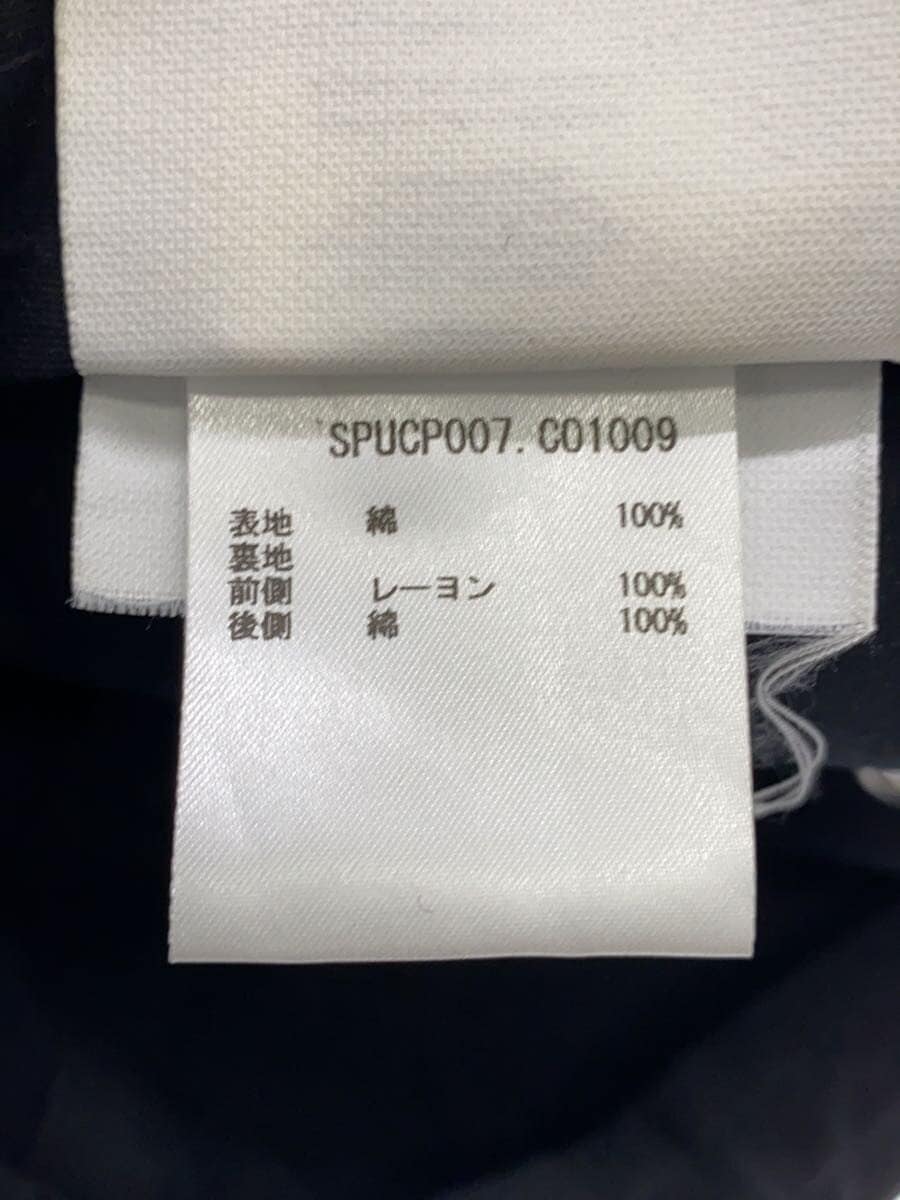 SPUCP007.C01009
表地 綿 100%
裏地
前側 レーヨン 100%
後側 綿 100%